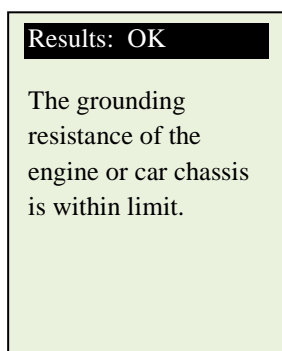 Results: OK
The grounding
resistance of the
engine or car chassis
is within limit.